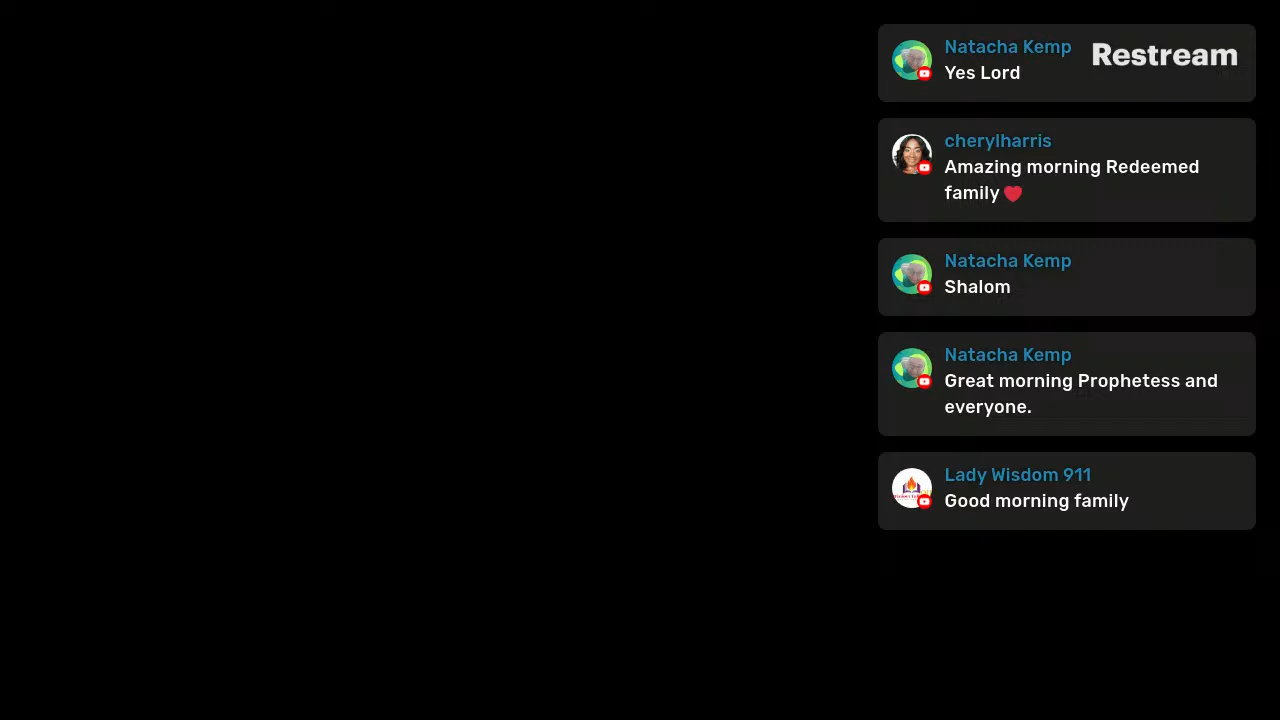 Natacha Kemp
Restream
Yes Lord
cherylharris
Amazing morning Redeemed
family
Natacha Kemp
Shalom
Natacha Kemp
Great morning Prophetess and
everyone.
Lady Wisdom 911
Good morning family